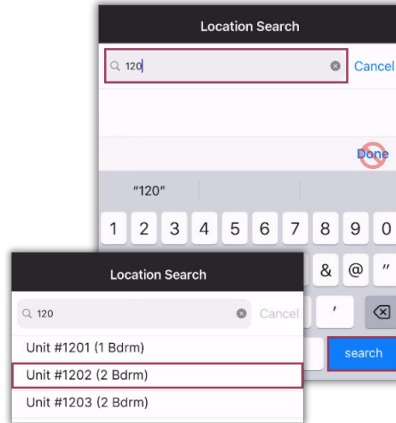 Location Search
120
Cancel
Done
"120"
1 2 3 4 5 6 7 8 9 0
& @ "
'
search
Location Search
120
Cancel
Unit #1201 (1 Bdrm)
Unit #1202 (2 Bdrm)
Unit #1203 (2 Bdrm)